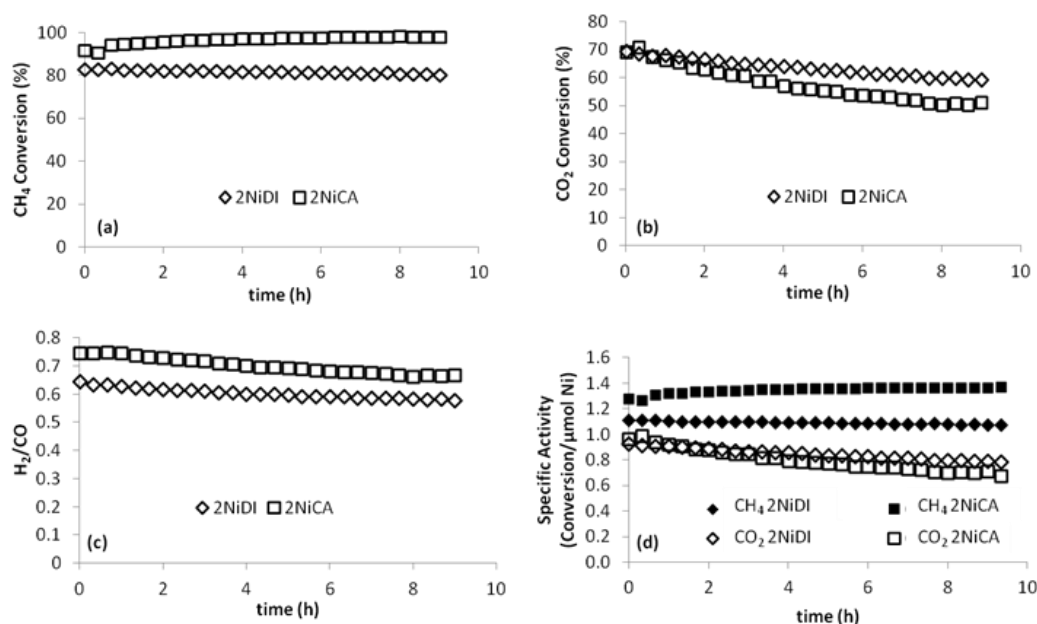 (a)
CH₄ Conversion (%)
100
80
60
40
20
0
2NiDI 2NiCA
0 2 4 6 8 10
time (h)
(b)
CO₂ Conversion (%)
80
70
60
50
40
30
20
10
0
2NiDI 2NiCA
0 2 4 6 8 10
time (h)
(c)
H₂/CO
0.8
0.7
0.6
0.5
0.4
0.3
0.2
0.1
0
2NiDI 2NiCA
0 2 4 6 8 10
time (h)
(d)
Specific Activity
(Conversion/μmol Ni)
1.6
1.4
1.2
1.0
0.8
0.6
0.4
0.2
0.0
CH₄ 2NiDI CH₄ 2NiCA
CO₂ 2NiDI CO₂ 2NiCA
0 2 4 6 8 10
time (h)